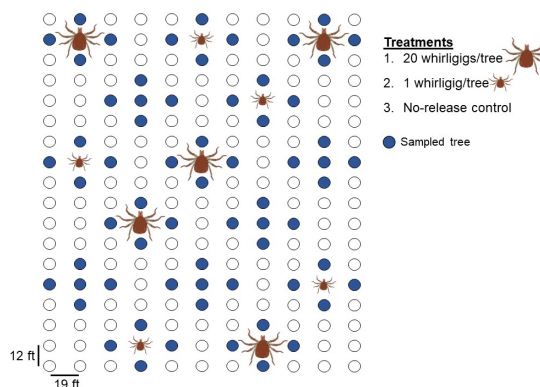 Treatments
1. 20 whirligigs/tree
2. 1 whirligig/tree
3. No-release control
Sampled tree
12 ft
19 ft